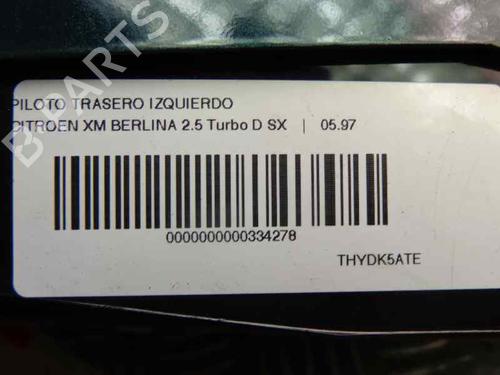 PILOTO TRASERO IZQUIERDO
CITROEN XM BERLINA 2.5 Turbo D SX | 05.97
0000000000334278
THYDK5ATE
B-PARTS